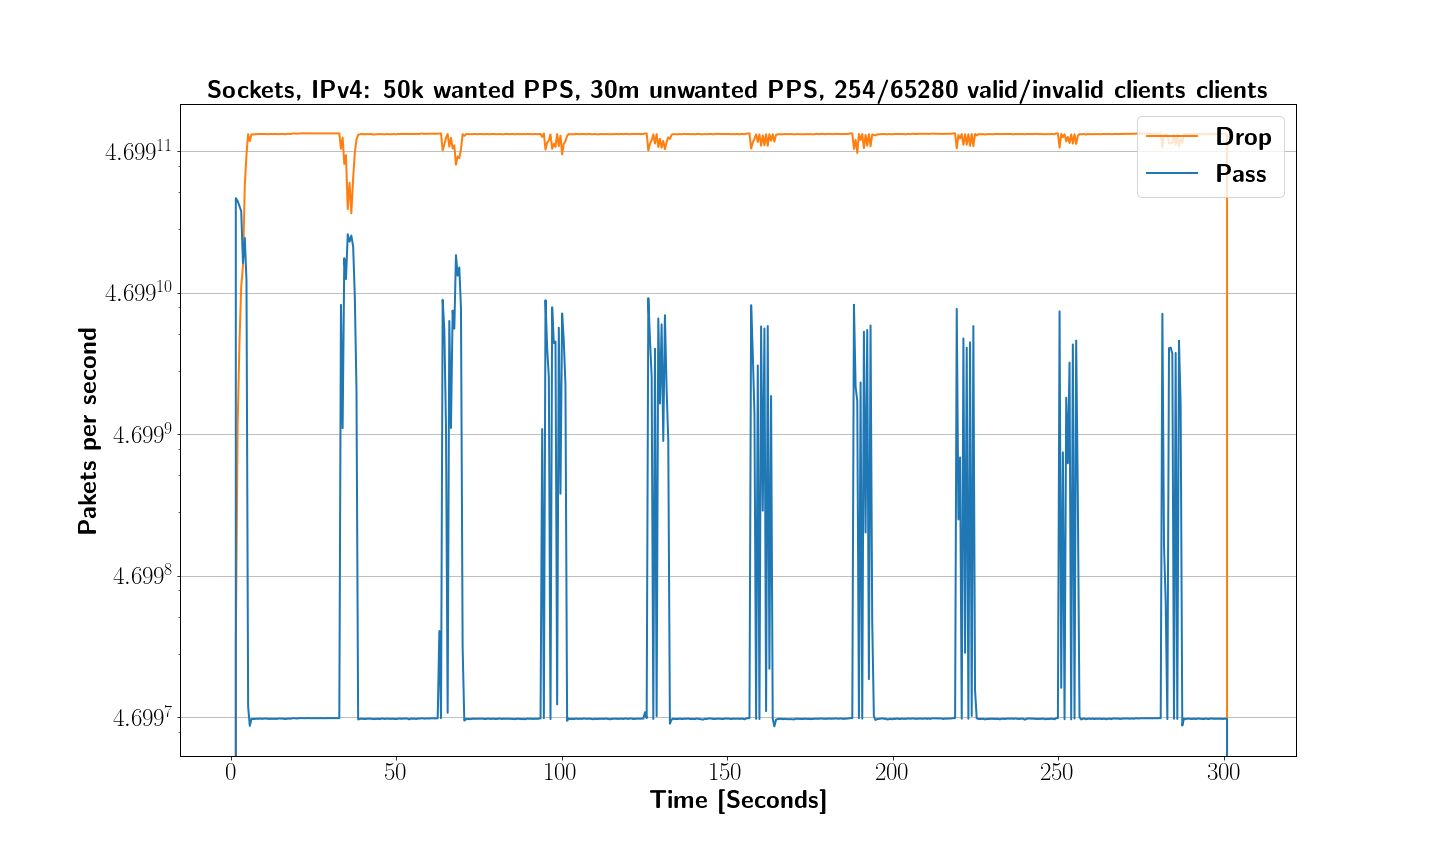 Sockets, IPv4: 50k wanted PPS, 30m unwanted PPS, 254/65280 valid/invalid clients clients
Drop
Pass
Pakets per second
4.699¹¹
4.699¹⁰
4.699⁹
4.699⁸
4.699⁷
0 50 100 150 200 250 300
Time [Seconds]